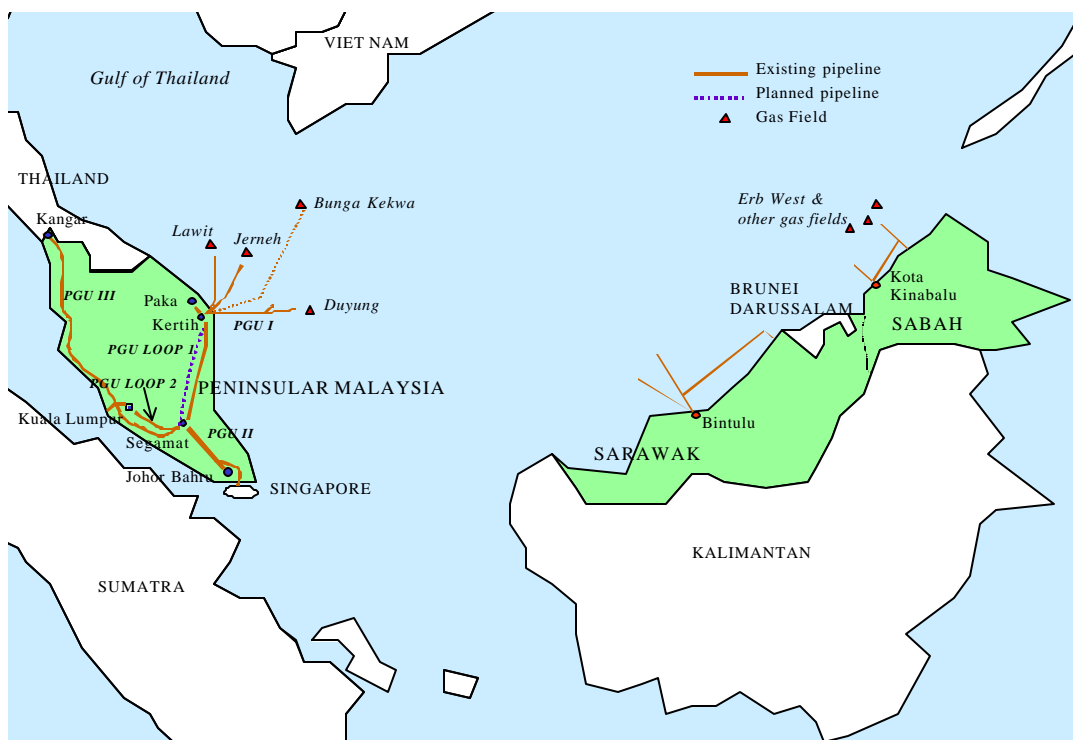 VIET NAM
Gulf of Thailand
Existing pipeline
Planned pipeline
Gas Field
THAILAND
Kangar
Bunga Kekwa
Lawit
Jerneh
Erb West &
other gas fields
PGU III
Paka
Kertih
PGU I
Duyung
BRUNEI
DARUSSALAM
Kota
Kinabalu
SABAH
PGU LOOP 1
PGU LOOP 2
PENINSULAR MALAYSIA
Kuala Lumpur
Segamat
PGU II
Bintulu
SARAWAK
Johor Bahru
SINGAPORE
KALIMANTAN
SUMATRA